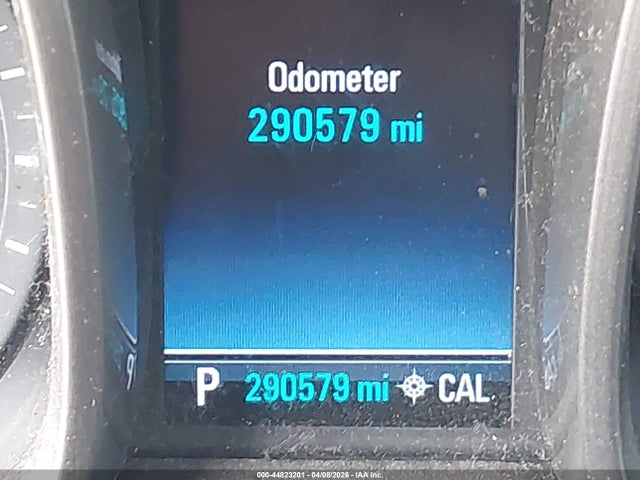 Odometer
290579 mi
P 290579 mi CAL
000-44823201 - 04/08/2026 - IAA Inc.